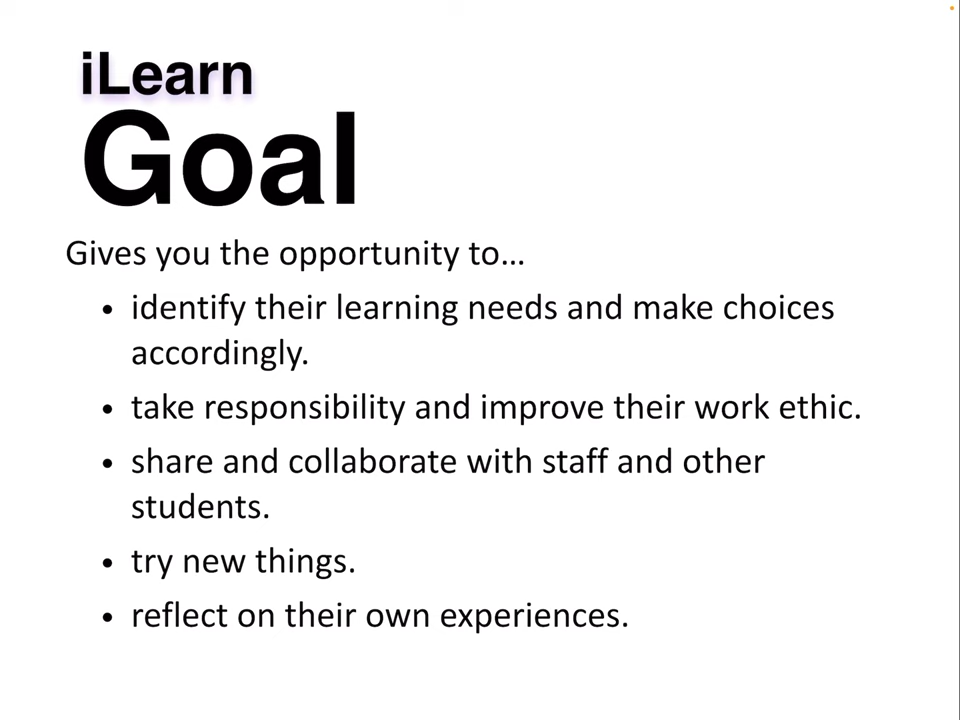 iLearn
Goal
Gives you the opportunity to...
• identify their learning needs and make choices
accordingly.
• take responsibility and improve their work ethic.
• share and collaborate with staff and other
students.
• try new things.
• reflect on their own experiences.